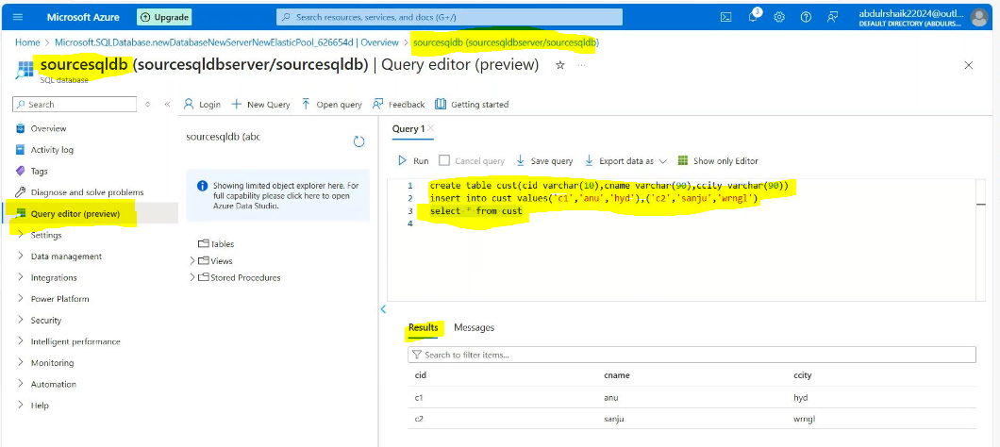 Microsoft Azure
Upgrade
Search resources, services, and docs (G+/)
3
abdulrshaik22024@outl...
DEFAULT DIRECTORY (ABDULRS...
Home > Microsoft.SQLDatabase.newDatabaseNewServerNewElasticPool_626654d | Overview > sourcesqldb (sourcesqldbserver/sourcesqldb)
sourcesqldb (sourcesqldbserver/sourcesqldb) | Query editor (preview)
SQL database
Search
Overview
Activity log
Tags
Diagnose and solve problems
Query editor (preview)
Settings
Data management
Integrations
Power Platform
Security
Intelligent performance
Monitoring
Automation
Help
Login
New Query
Open query
Feedback
Getting started
sourcesqldb (abc
Showing limited object explorer here. For
full capability please click here to open
Azure Data Studio.
Tables
Views
Stored Procedures
Query 1
Run
Cancel query
Save query
Export data as
Show only Editor
1 create table cust(cid varchar(10),cname varchar(90),ccity varchar(90))
2 insert into cust values('c1','anu','hyd'),('c2','sanju','wrngl')
3 select * from cust
4
Results
Messages
Search to filter items...
cid cname ccity
c1 anu hyd
c2 sanju wrngl